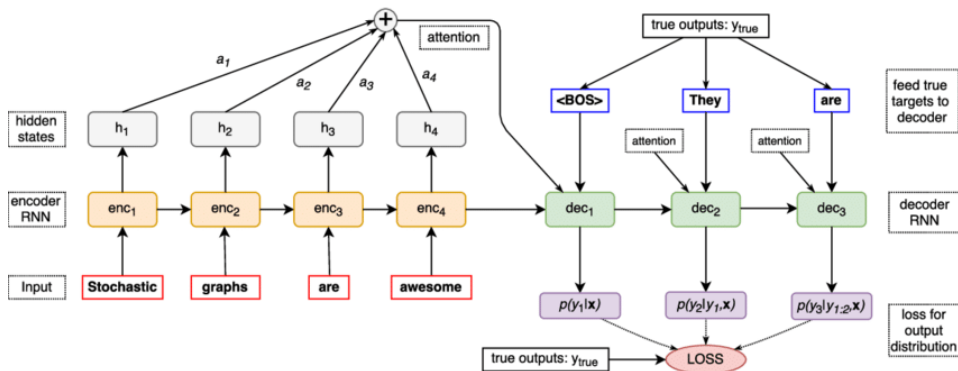 true outputs: y_true
attention
a_1
a_2
a_3
a_4
<BOS>
They
are
feed true
targets to
decoder
hidden
states
h_1
h_2
h_3
h_4
attention
attention
encoder
RNN
enc_1
enc_2
enc_3
enc_4
dec_1
dec_2
dec_3
decoder
RNN
Input
Stochastic
graphs
are
awesome
p(y_1|x)
p(y_2|y_1,x)
p(y_3|y_1:2,x)
loss for
output
distribution
true outputs: y_true
LOSS